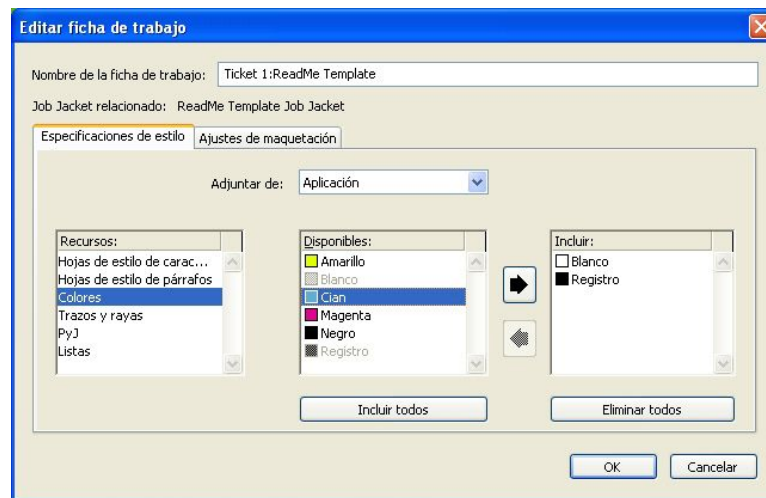 Editar ficha de trabajo
Nombre de la ficha de trabajo: Ticket 1:ReadMe Template
Job Jacket relacionado: ReadMe Template Job Jacket
Especificaciones de estilo
Ajustes de maquetación
Adjuntar de: Aplicación
Recursos:
Hojas de estilo de carac...
Hojas de estilo de párrafos
Colores
Trazos y rayas
PyJ
Listas
Disponibles:
Amarillo
Blanco
Cian
Magenta
Negro
Registro
Incluir todos
Incluir:
Blanco
Registro
Eliminar todos
OK
Cancelar